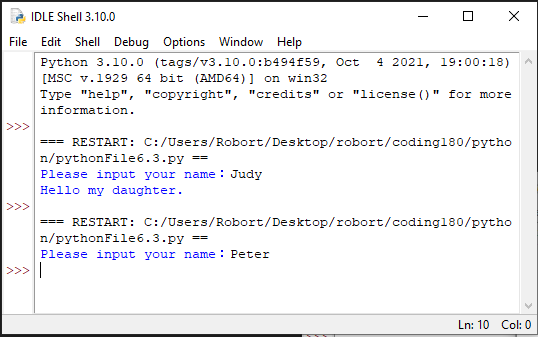 IDLE Shell 3.10.0
File Edit Shell Debug Options Window Help
Python 3.10.0 (tags/v3.10.0:b494f59, Oct  4 2021, 19:00:18)
[MSC v.1929 64 bit (AMD64)] on win32
Type "help", "copyright", "credits" or "license()" for more
information.
>>>
=== RESTART: C:/Users/Robort/Desktop/robort/coding180/pytho
n/pythonFile6.3.py ==
Please input your name：Judy
Hello my daughter.
>>>
=== RESTART: C:/Users/Robort/Desktop/robort/coding180/pytho
n/pythonFile6.3.py ==
Please input your name：Peter
>>>
Ln: 10 Col: 0